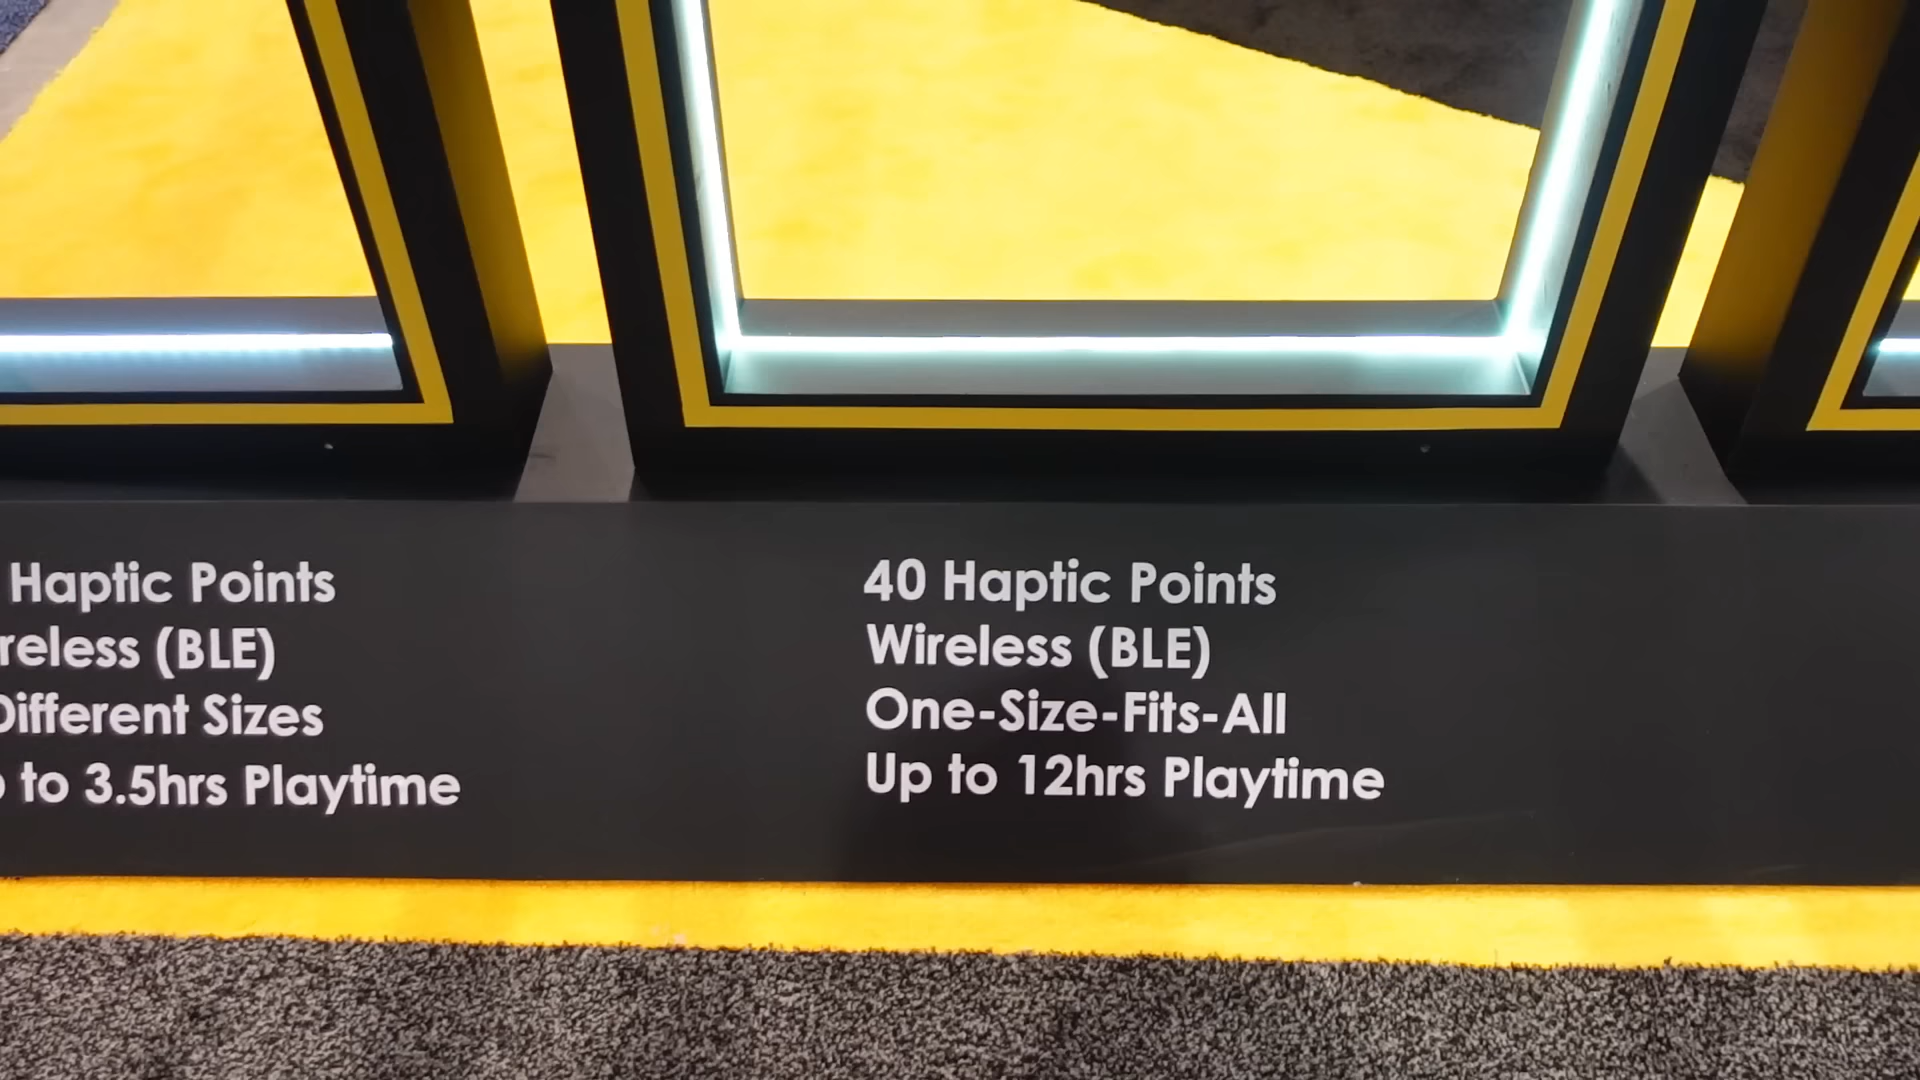 Haptic Points
reless (BLE)
Different Sizes
to 3.5hrs Playtime
40 Haptic Points
Wireless (BLE)
One-Size-Fits-All
Up to 12hrs Playtime